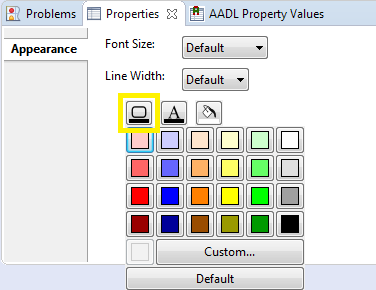 Problems Properties AADL Property Values
Appearance
Font Size: Default
Line Width: Default
A
Custom...
Default